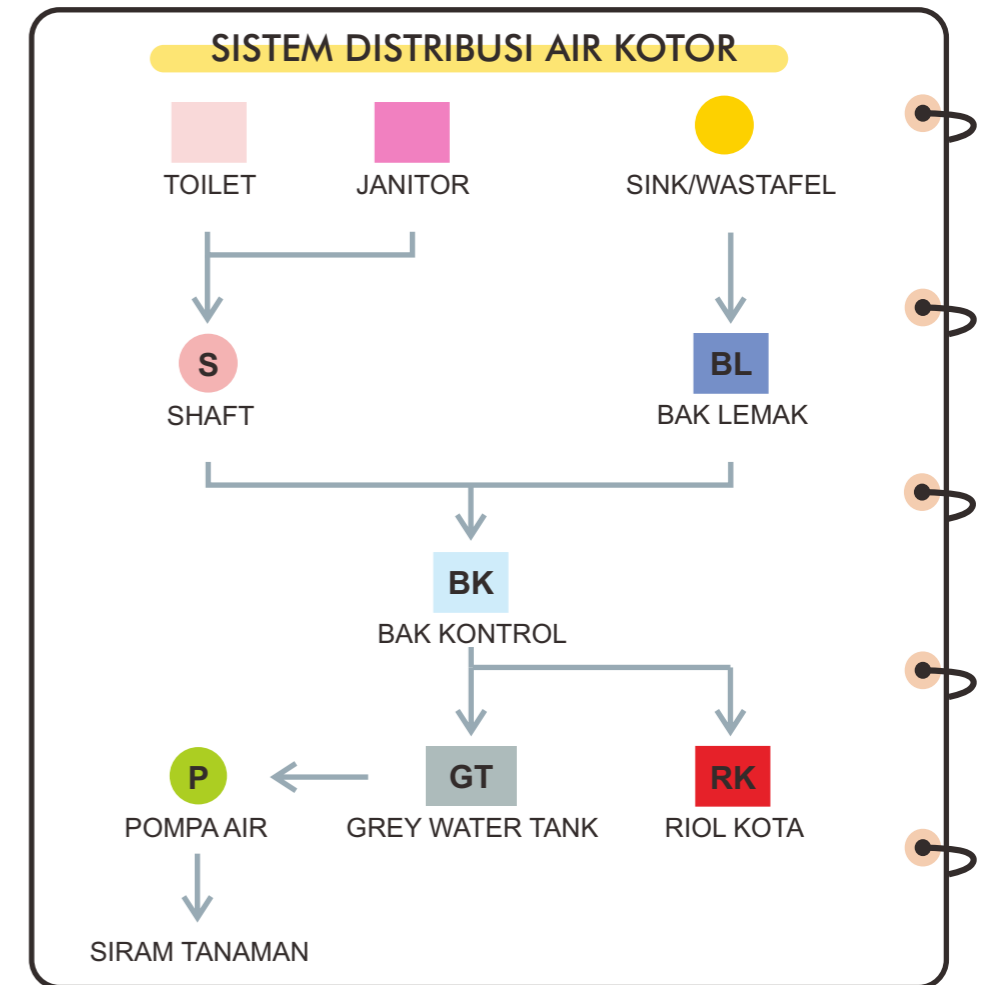 SISTEM DISTRIBUSI AIR KOTOR
TOILET
JANITOR
SINK/WASTAFEL
S
SHAFT
BL
BAK LEMAK
BK
BAK KONTROL
P
POMPA AIR
GT
GREY WATER TANK
RK
RIOL KOTA
SIRAM TANAMAN